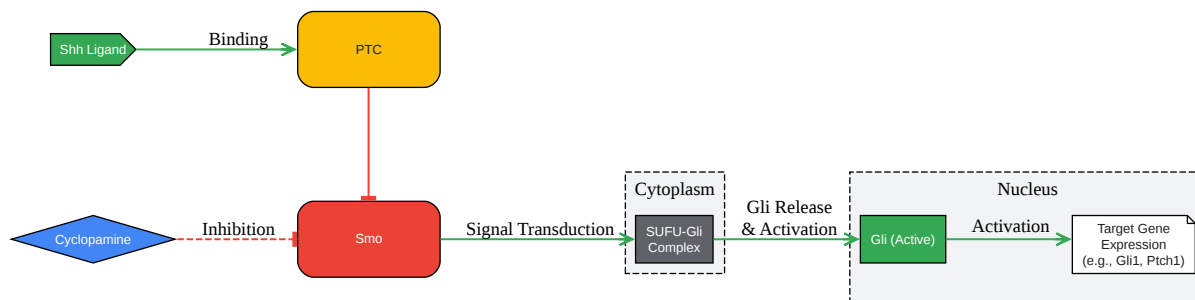 Shh Ligand
Binding
PTC
Cyclopamine
Inhibition
Smo
Signal Transduction
Cytoplasm
SUFU-Gli
Complex
Gli Release
& Activation
Nucleus
Gli (Active)
Activation
Target Gene
Expression
(e.g., Gli1, Ptch1)